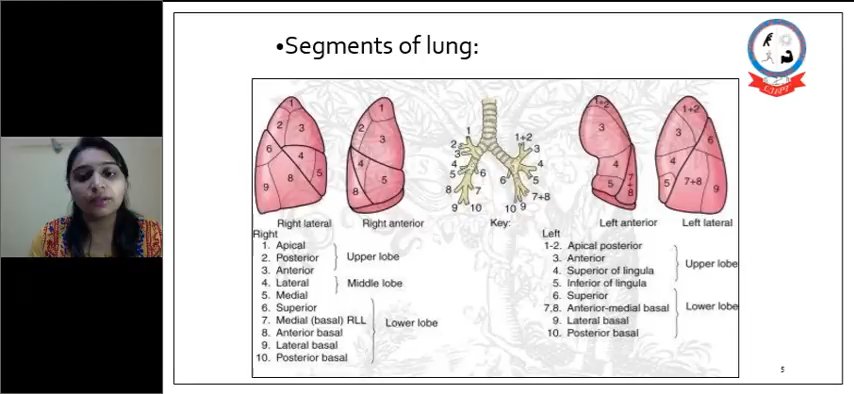 •Segments of lung:
1
2
3
6
4
5
8
9
1
2
3
4
5
8
1
2
3
4
5
6
8
7
9
10
1+2
3
4
5
6
7+8
10
9
1+2
3
4
5
7
+
8
1+2
3
6
4
5
7+8
9
Right lateral
Right anterior
Key:
Left anterior
Left lateral
Right
1. Apical
2. Posterior
3. Anterior
Upper lobe
4. Lateral
5. Medial
Middle lobe
6. Superior
7. Medial (basal) RLL
8. Anterior basal
9. Lateral basal
10. Posterior basal
Lower lobe
Left
1-2. Apical posterior
3. Anterior
4. Superior of lingula
5. Inferior of lingula
Upper lobe
6. Superior
7,8. Anterior-medial basal
9. Lateral basal
10. Posterior basal
Lower lobe
5